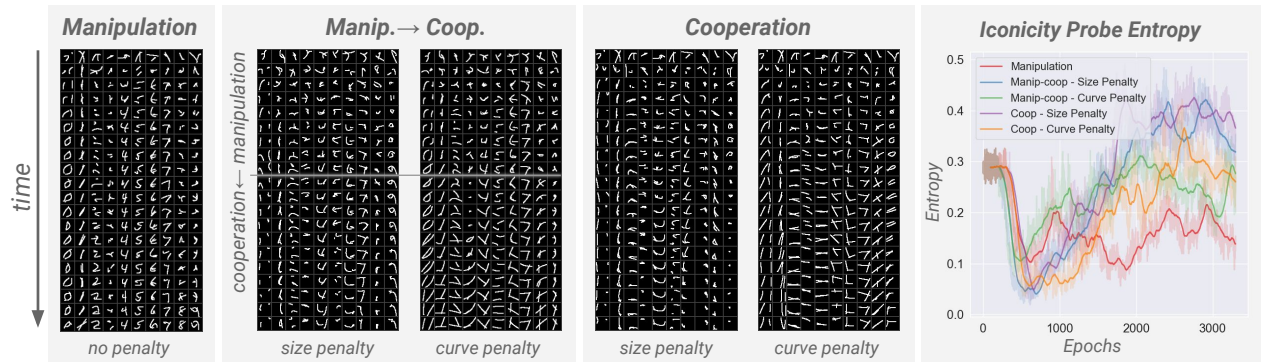 Manipulation
Manip.→ Coop.
Cooperation
Iconicity Probe Entropy
time
cooperation← manipulation
no penalty
size penalty
curve penalty
size penalty
curve penalty
Entropy
0.5
0.4
0.3
0.2
0.1
0.0
Manipulation
Manip-coop - Size Penalty
Manip-coop - Curve Penalty
Coop - Size Penalty
Coop - Curve Penalty
0
1000
2000
3000
Epochs